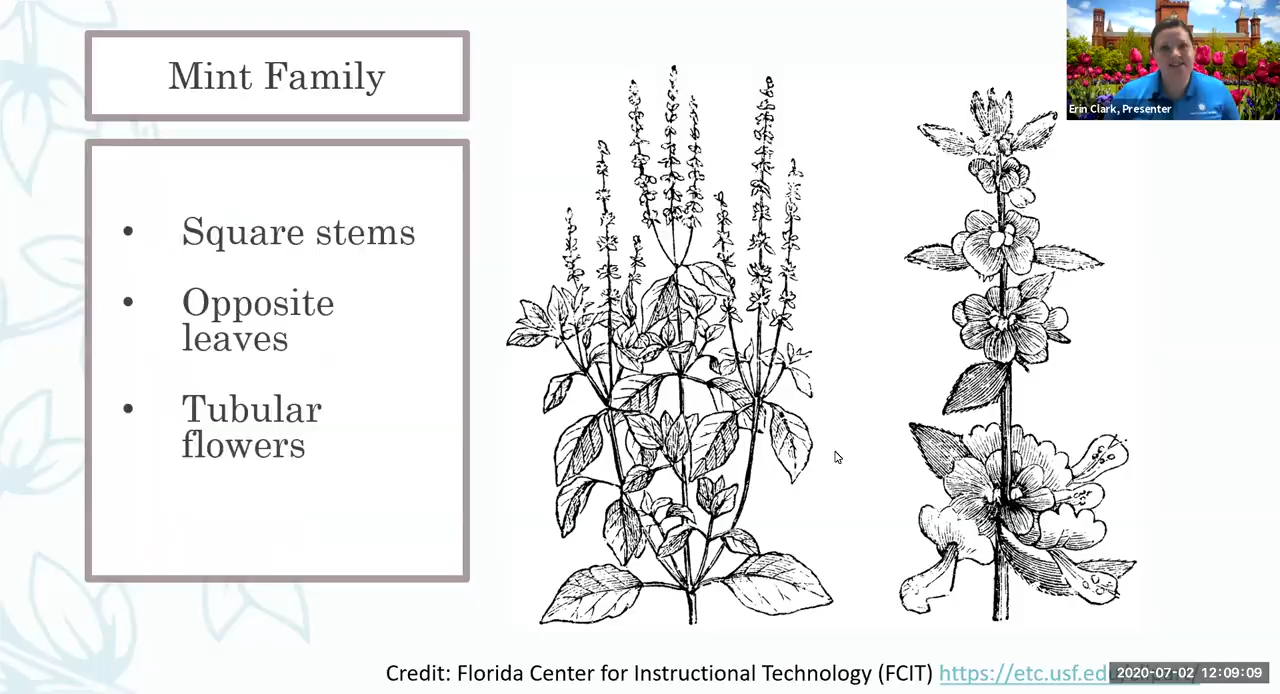 Mint Family
• Square stems
• Opposite
leaves
• Tubular
flowers
Erin Clark, Presenter
Credit: Florida Center for Instructional Technology (FCIT) https://etc.usf.ed
2020-07-02 12:09:09